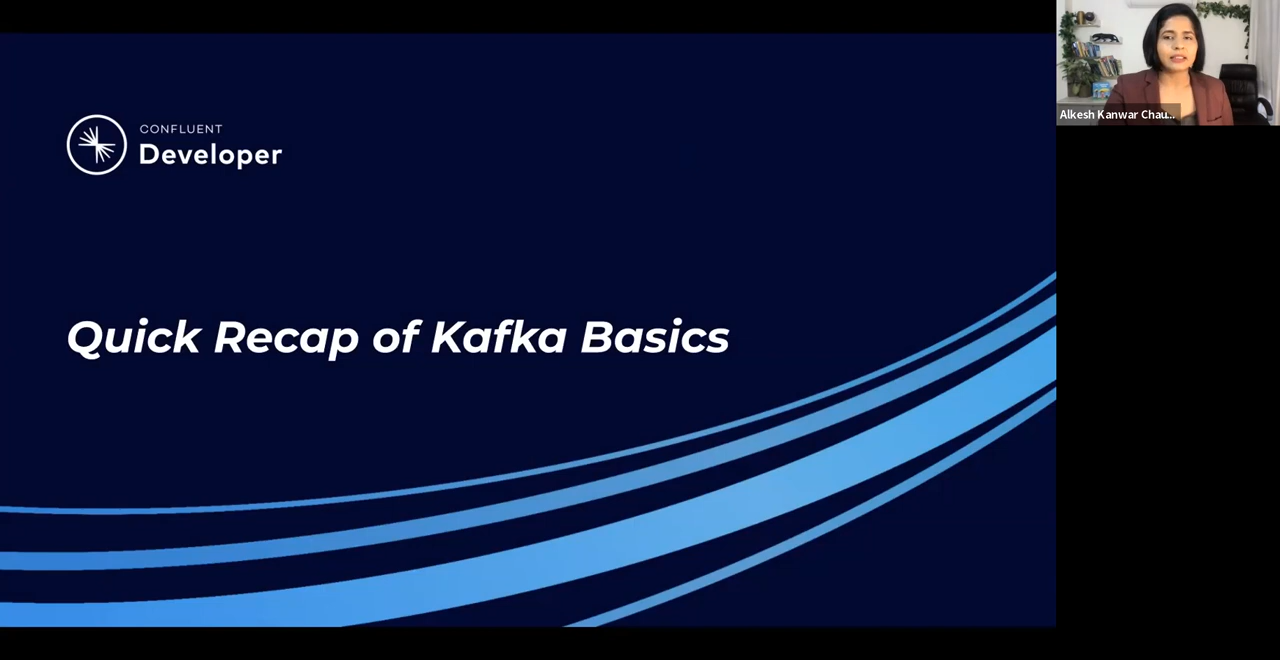 CONFLUENT
Developer
Quick Recap of Kafka Basics
Alkesh Kanwar Chau...